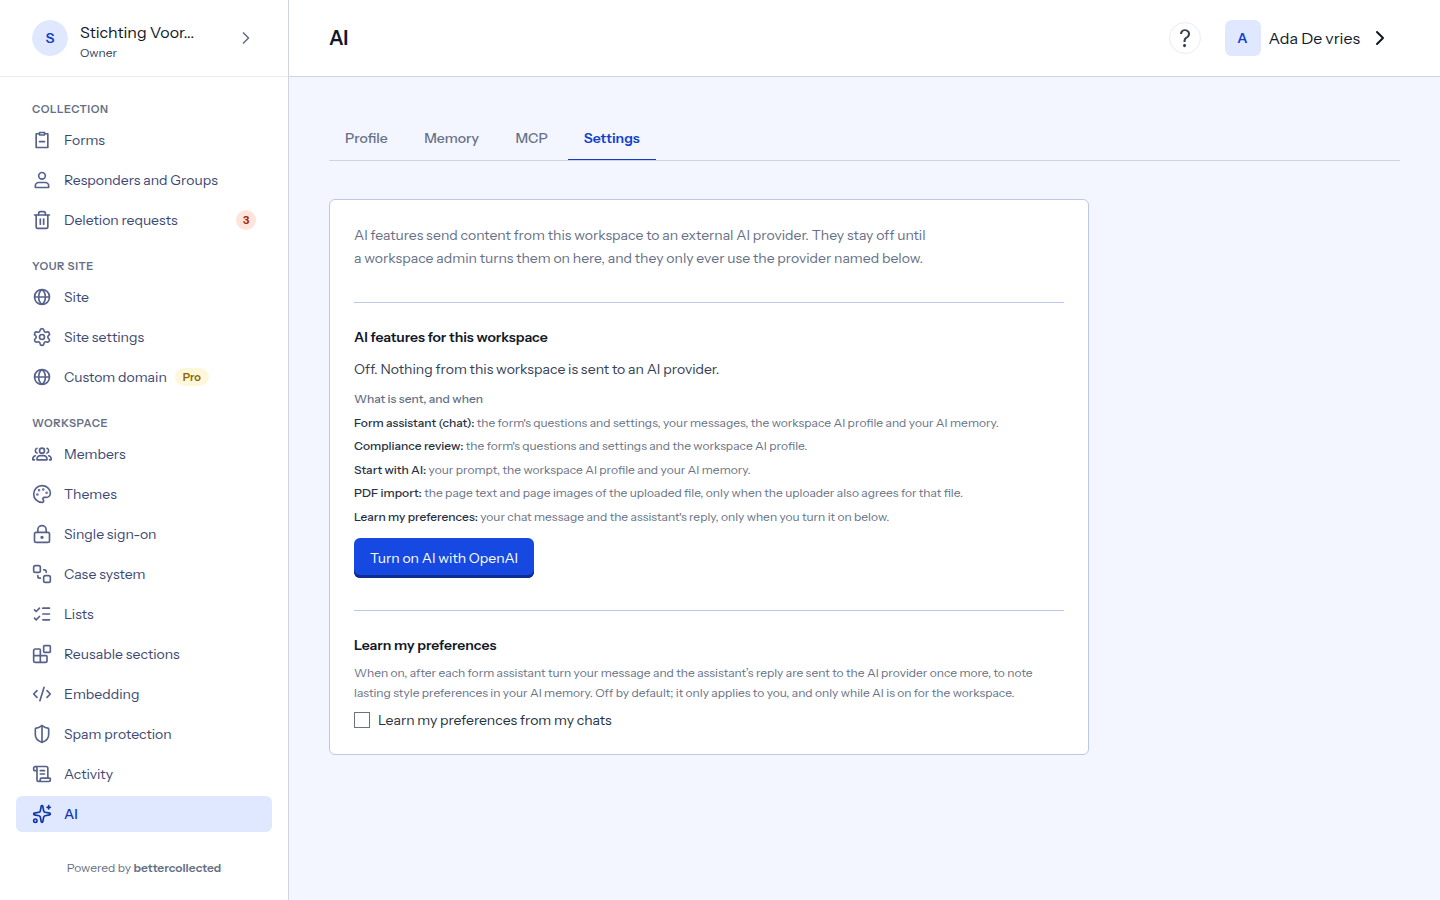 S
Stichting Voor...
Owner
AI
?
A
Ada De vries
COLLECTION
Forms
Responders and Groups
Deletion requests
3
YOUR SITE
Site
Site settings
Custom domain
Pro
WORKSPACE
Members
Themes
Single sign-on
Case system
Lists
Reusable sections
Embedding
Spam protection
Activity
AI
Powered by bettercollected
Profile
Memory
MCP
Settings
AI features send content from this workspace to an external AI provider. They stay off until
a workspace admin turns them on here, and they only ever use the provider named below.
AI features for this workspace
Off. Nothing from this workspace is sent to an AI provider.
What is sent, and when
Form assistant (chat): the form's questions and settings, your messages, the workspace AI profile and your AI memory.
Compliance review: the form's questions and settings and the workspace AI profile.
Start with AI: your prompt, the workspace AI profile and your AI memory.
PDF import: the page text and page images of the uploaded file, only when the uploader also agrees for that file.
Learn my preferences: your chat message and the assistant's reply, only when you turn it on below.
Turn on AI with OpenAI
Learn my preferences
When on, after each form assistant turn your message and the assistant's reply are sent to the AI provider once more, to note
lasting style preferences in your AI memory. Off by default; it only applies to you, and only while AI is on for the workspace.
Learn my preferences from my chats